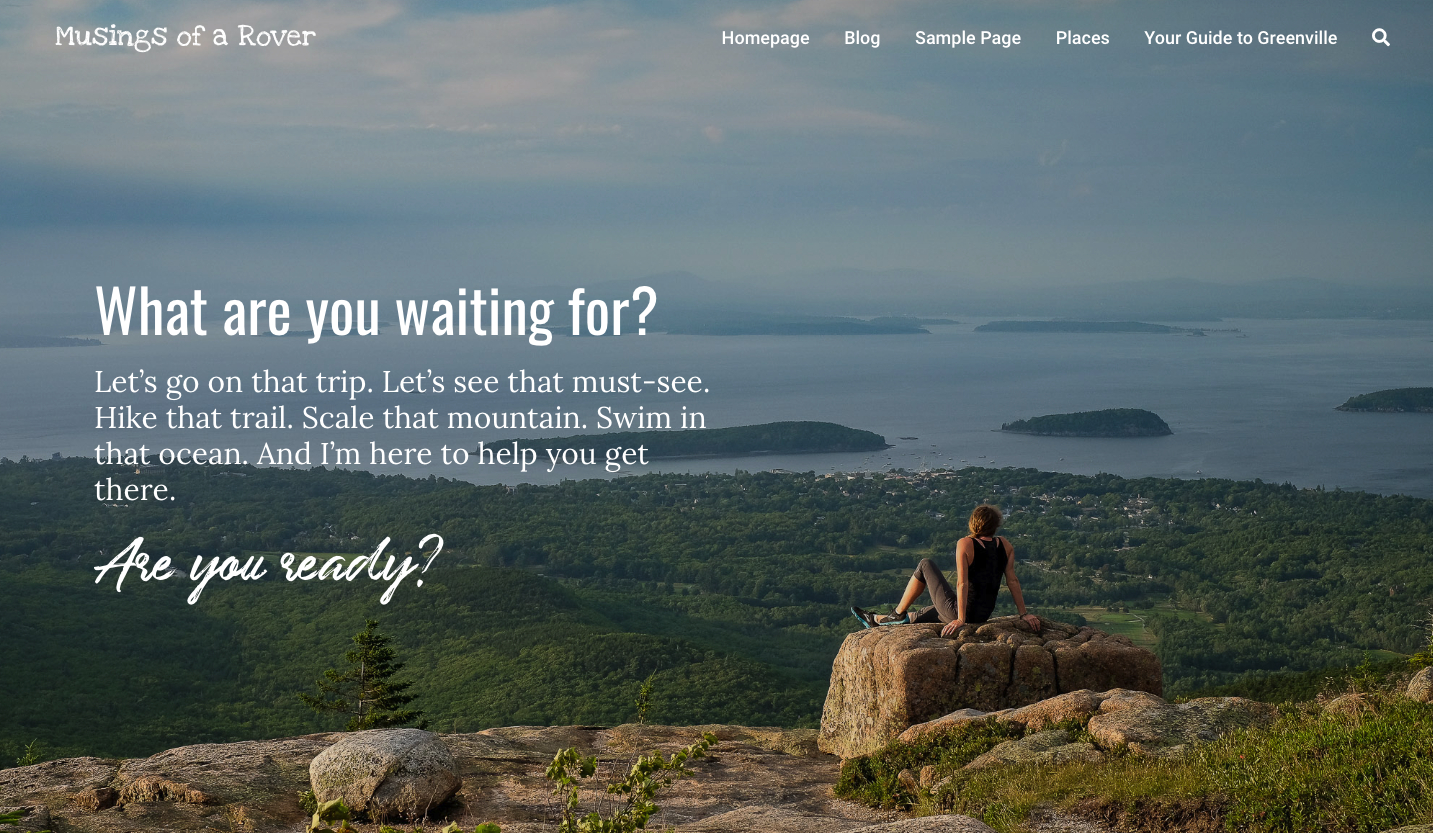 Musings of a Rover
Homepage Blog Sample Page Places Your Guide to Greenville
What are you waiting for?
Let’s go on that trip. Let’s see that must-see.
Hike that trail. Scale that mountain. Swim in
that ocean. And I’m here to help you get
there.
Are you ready?